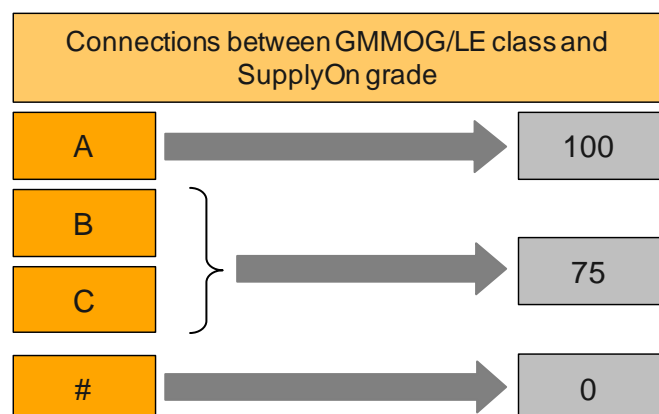 Connections between GMMOG/LE class and
SupplyOn grade
A
100
B
75
C
#
0